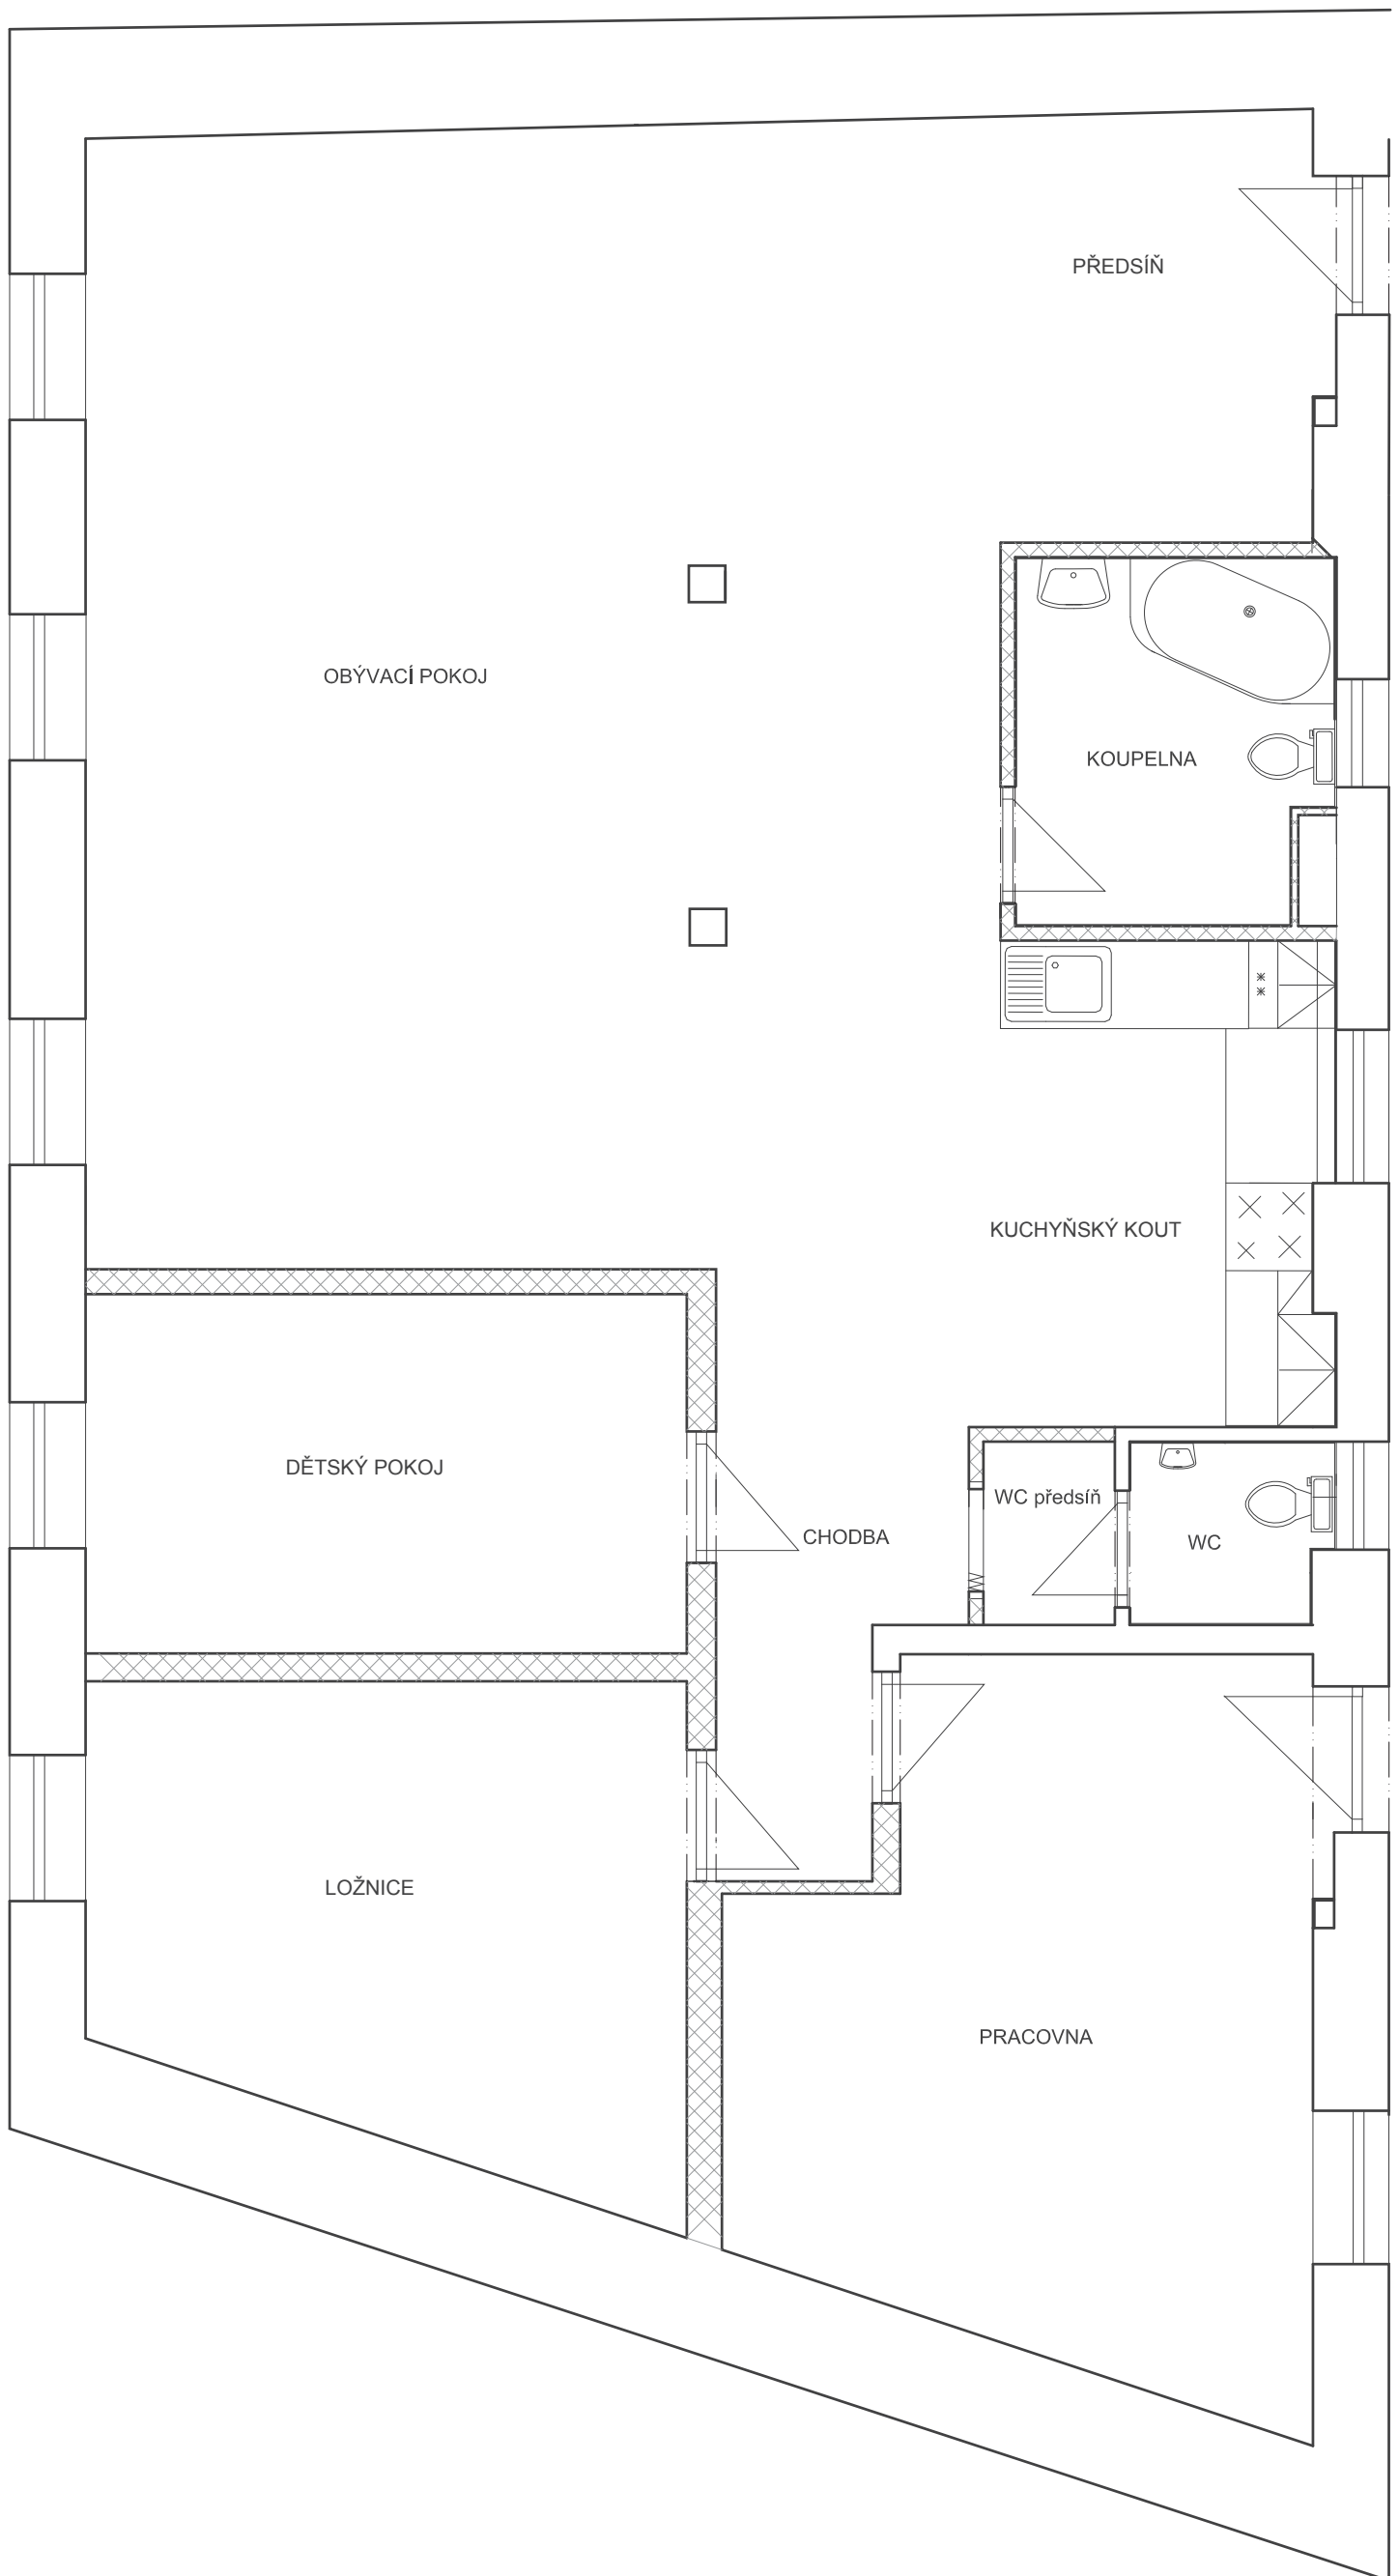 PŘEDSÍŇ
OBÝVACÍ POKOJ
KOUPELNA
KUCHYŇSKÝ KOUT
DĚTSKÝ POKOJ
WC předsíň
CHODBA
WC
LOŽNICE
PRACOVNA